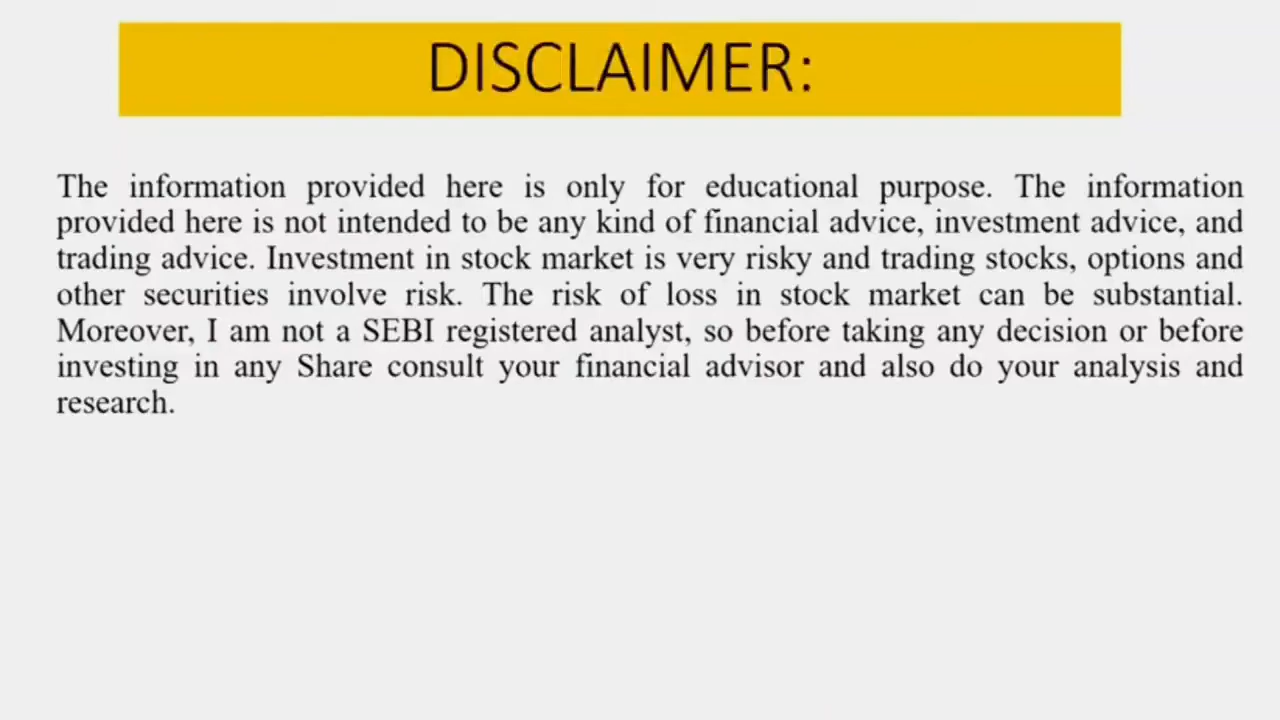 DISCLAIMER:
The information provided here is only for educational purpose. The information
provided here is not intended to be any kind of financial advice, investment advice, and
trading advice. Investment in stock market is very risky and trading stocks, options and
other securities involve risk. The risk of loss in stock market can be substantial.
Moreover, I am not a SEBI registered analyst, so before taking any decision or before
investing in any Share consult your financial advisor and also do your analysis and
research.